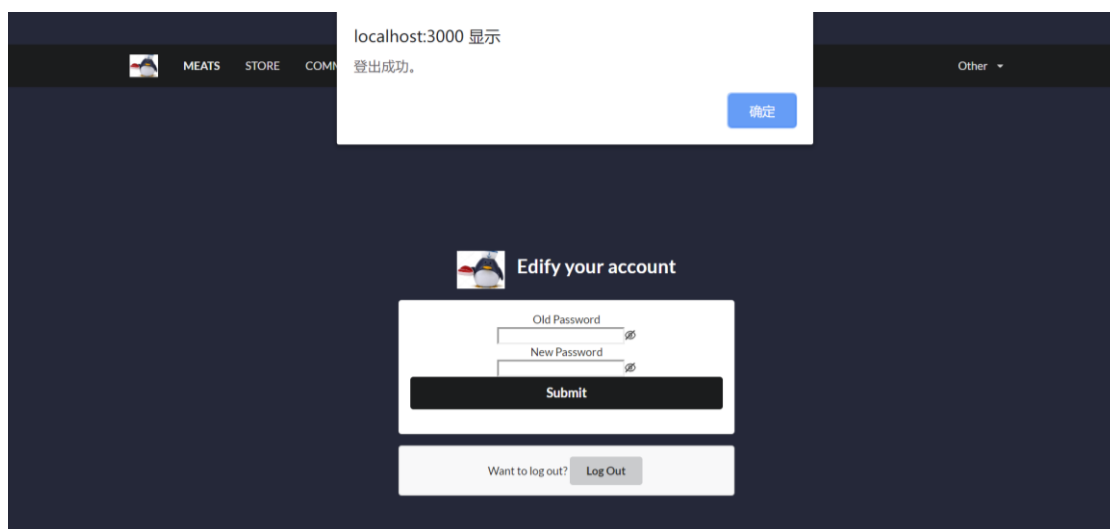 localhost:3000 显示
登出成功。
确定
MEATS STORE COMM Other
Edify your account
Old Password
New Password
Submit
Want to log out? Log Out